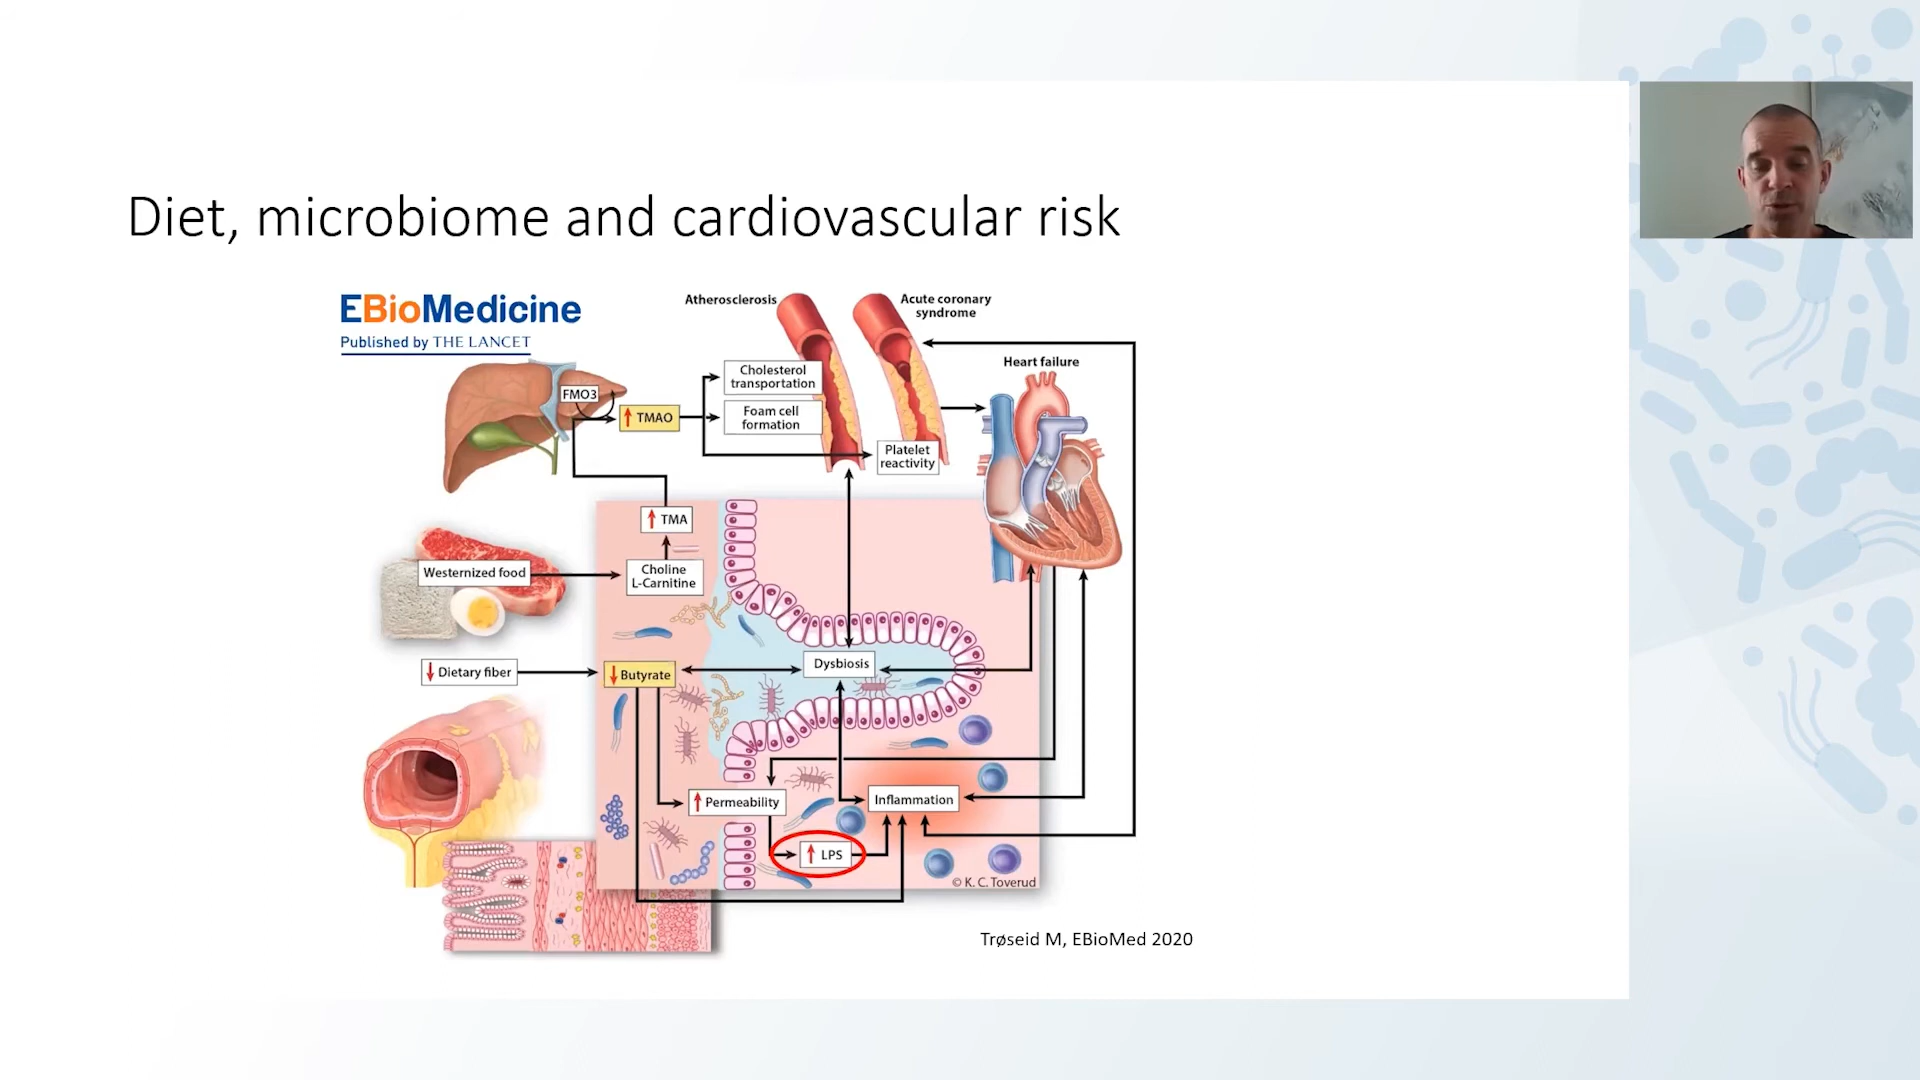 Diet, microbiome and cardiovascular risk
EBioMedicine
Published by THE LANCET
Atherosclerosis
Acute coronary
syndrome
Heart failure
FMO3
TMAO
Cholesterol
transportation
Foam cell
formation
Platelet
reactivity
TMA
Westernized food
Choline
L-Carnitine
Dietary fiber
Butyrate
Dysbiosis
Permeability
Inflammation
LPS
© K. C. Toverud
Trøseid M, EBioMed 2020